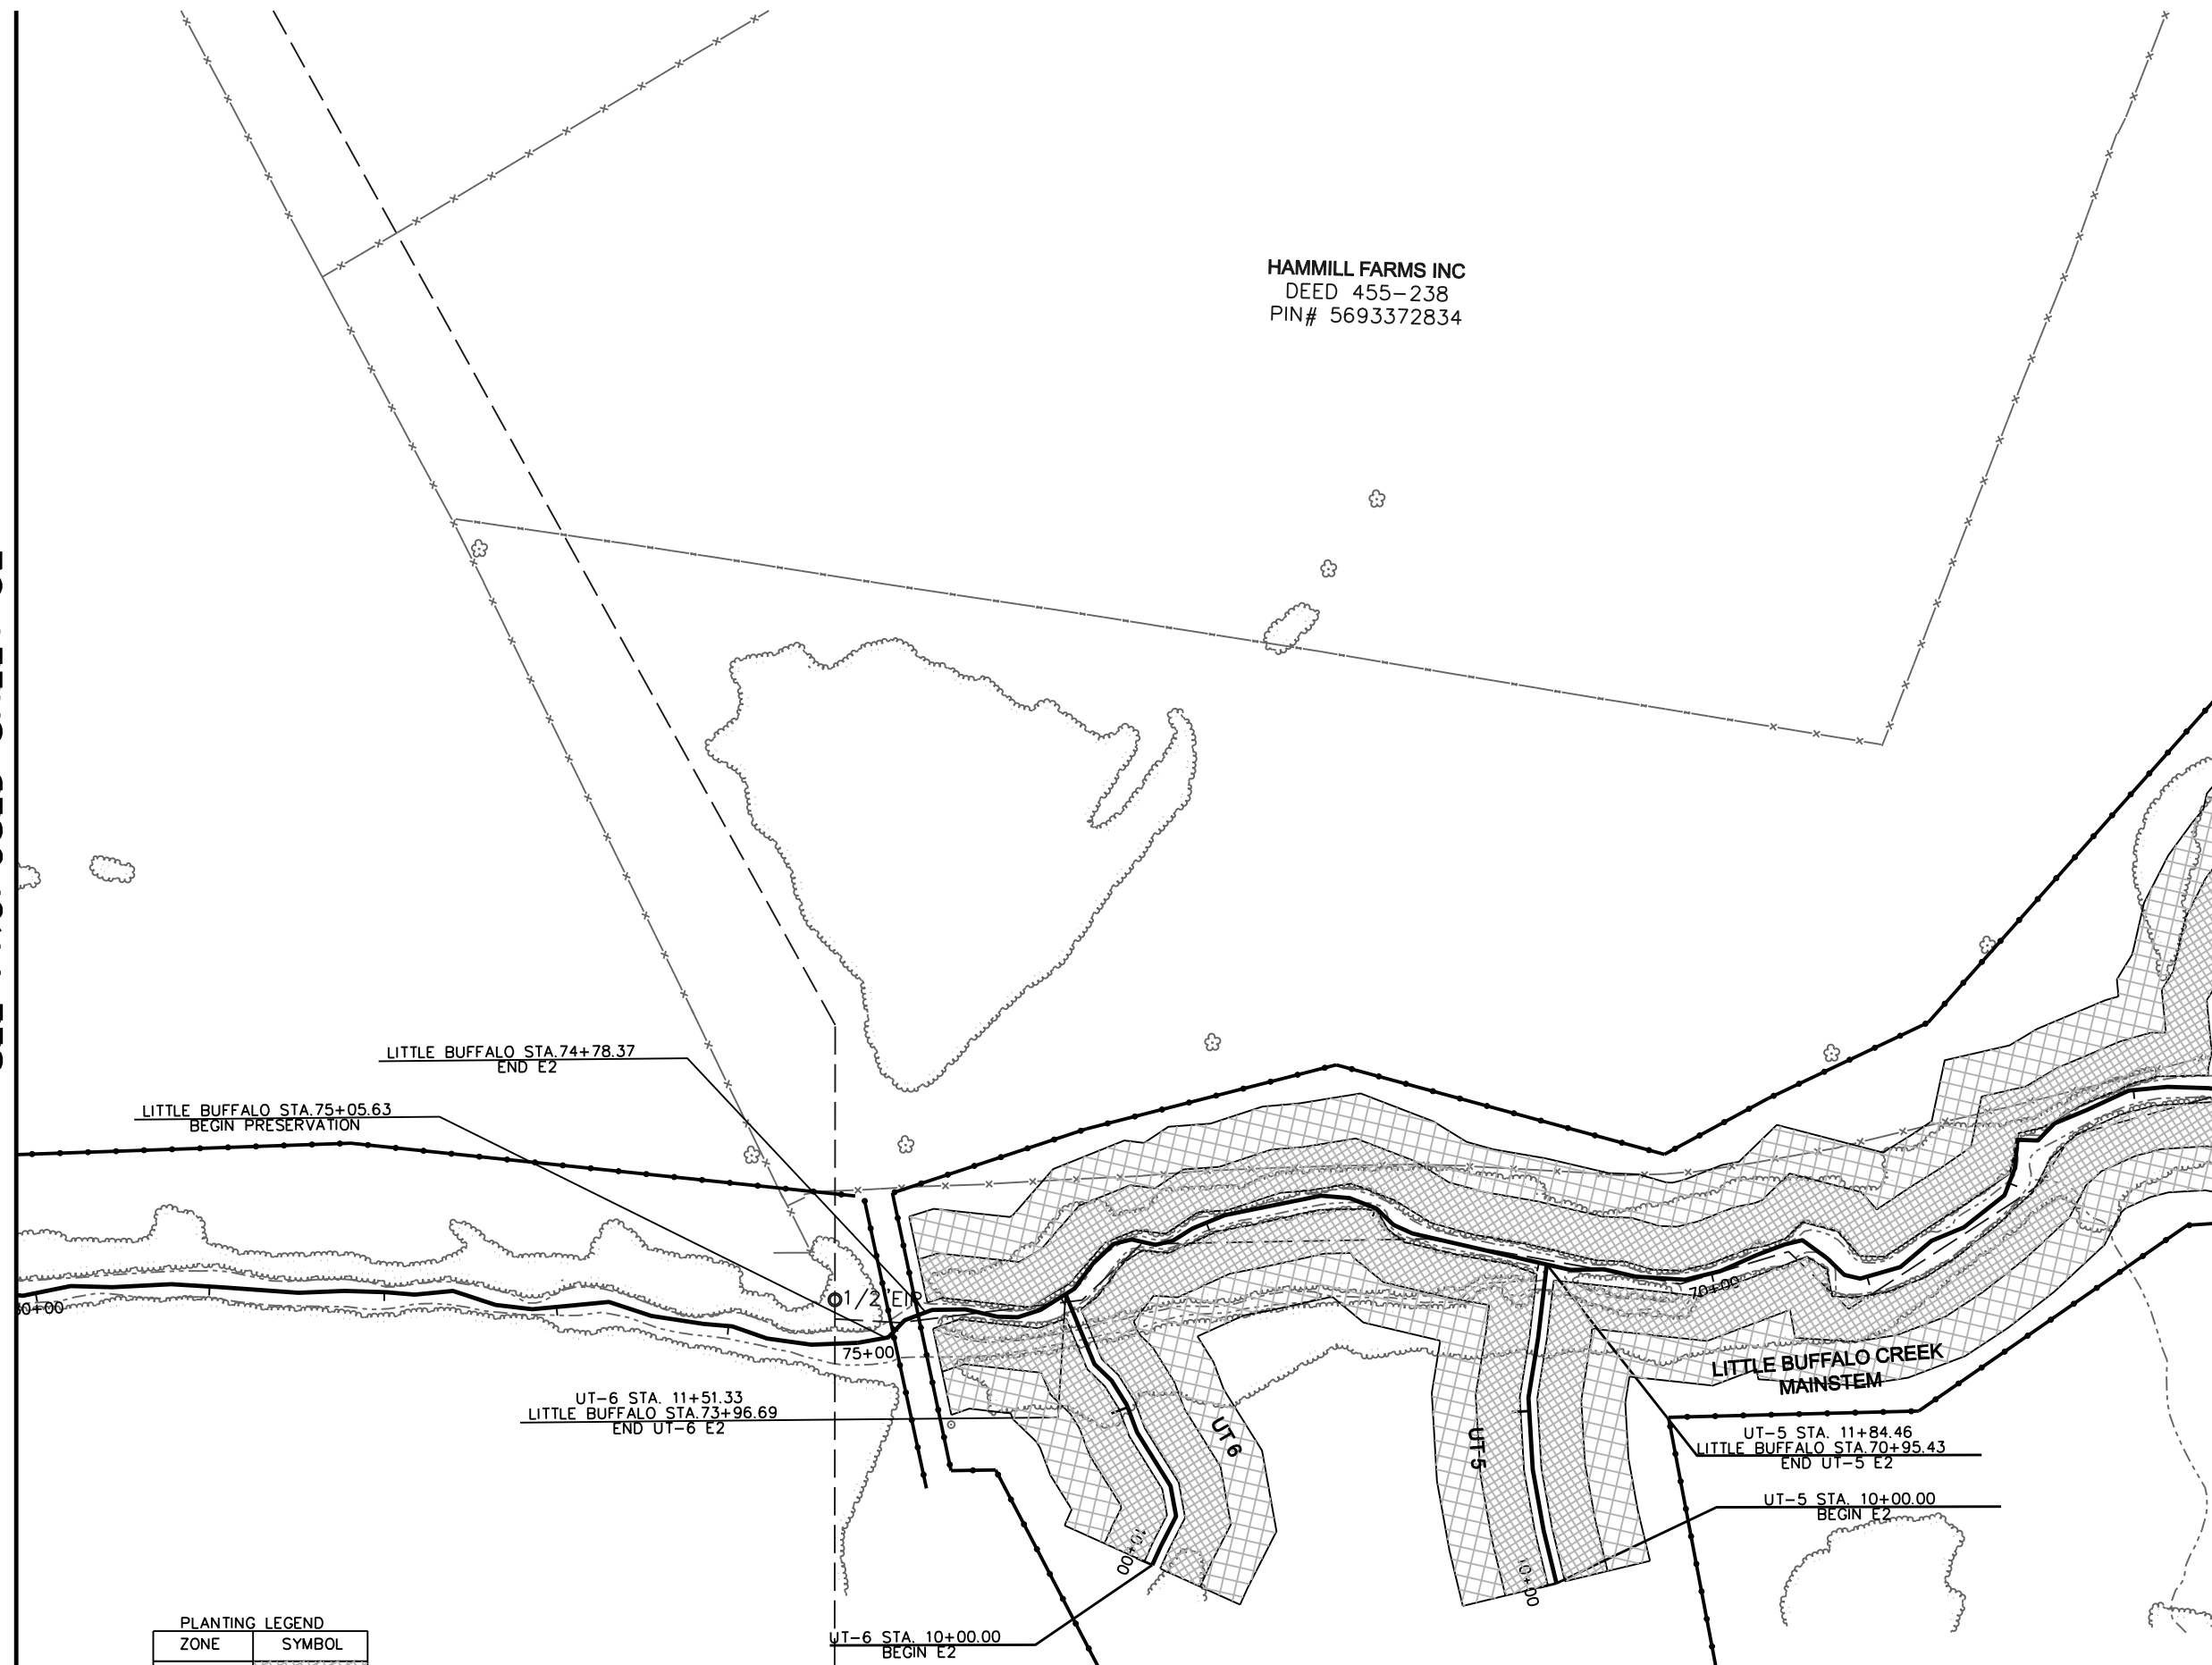 HAMMILL FARMS INC
DEED 455-238
PIN# 5693372834
LITTLE BUFFALO STA.74+78.37
END E2
LITTLE BUFFALO STA.75+05.63
BEGIN PRESERVATION
1/2"EIP
75+00
70+00
LITTLE BUFFALO CREEK
MAINSTEM
UT-6 STA. 11+51.33
LITTLE BUFFALO STA.73+96.69
END UT-6 E2
UT 6
UT 5
UT-5 STA. 11+84.46
LITTLE BUFFALO STA.70+95.43
END UT-5 E2
UT-5 STA. 10+00.00
BEGIN E2
10+00
10+00
UT-6 STA. 10+00.00
BEGIN E2
PLANTING LEGEND
ZONE SYMBOL